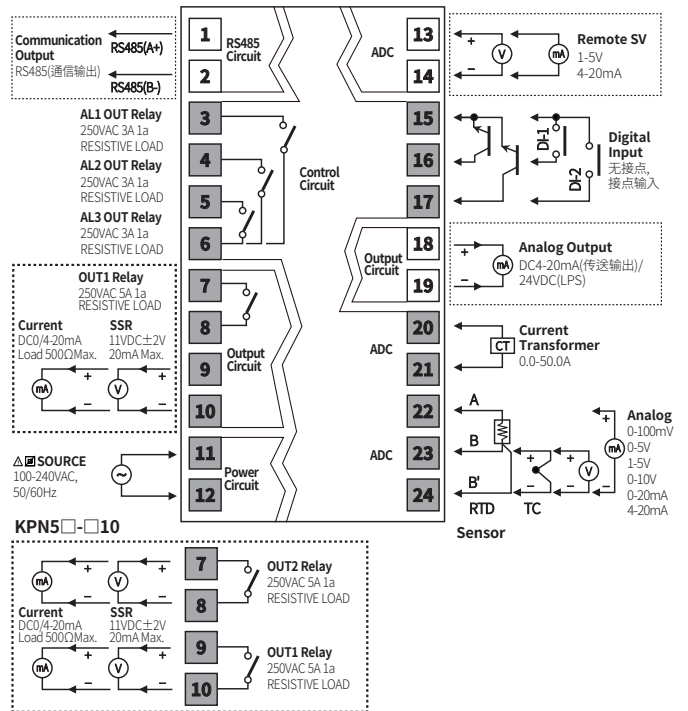 Communication
Output
RS485(通信输出)
RS485(A+)
RS485(B-)
1
2
RS485
Circuit
ADC
13
14
+
−
V
mA
Remote SV
1-5V
4-20mA
AL1 OUT Relay
250VAC 3A 1a
RESISTIVE LOAD
AL2 OUT Relay
250VAC 3A 1a
RESISTIVE LOAD
AL3 OUT Relay
250VAC 3A 1a
RESISTIVE LOAD
3
4
5
6
Control
Circuit
15
16
17
DI-1
DI-2
Digital
Input
无接点,
接点输入
Output
Circuit
18
19
+
−
mA
Analog Output
DC4-20mA(传送输出)/
24VDC(LPS)
OUT1 Relay
250VAC 5A 1a
RESISTIVE LOAD
Current
DC0/4-20mA
Load 500ΩMax.
SSR
11VDC±2V
20mA Max.
mA
+
−
V
+
−
7
8
9
10
Output
Circuit
ADC
20
21
CT
Current
Transformer
0.0-50.0A
SOURCE
100-240VAC,
50/60Hz
11
12
Power
Circuit
ADC
22
23
24
A
B
B'
RTD
+
−
TC
+
−
V
+
−
mA
Analog
0-100mV
0-5V
1-5V
0-10V
0-20mA
4-20mA
Sensor
KPN5□-□10
mA
+
−
V
+
−
7
8
OUT2 Relay
250VAC 5A 1a
RESISTIVE LOAD
Current
DC0/4-20mA
Load 500ΩMax.
SSR
11VDC±2V
20mA Max.
mA
+
−
V
+
−
9
10
OUT1 Relay
250VAC 5A 1a
RESISTIVE LOAD